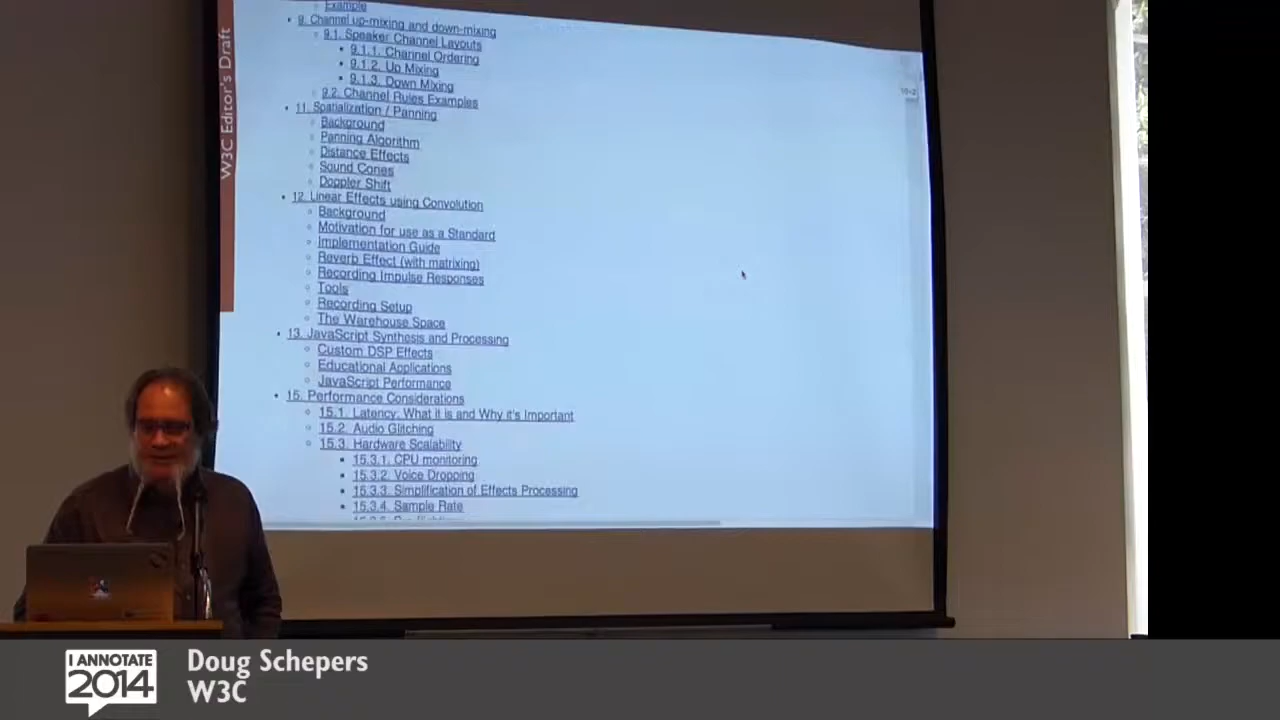 Example
9. Channel up-mixing and down-mixing
9.1. Speaker Channel Layouts
9.1.1. Channel Ordering
9.1.2. Up Mixing
9.1.3. Down Mixing
9.2. Channel Rules Examples
11. Spatialization / Panning
Background
Panning Algorithm
Distance Effects
Sound Cones
Doppler Shift
12. Linear Effects using Convolution
Background
Motivation for use as a Standard
Implementation Guide
Reverb Effect (with matrixing)
Recording Impulse Responses
Tools
Recording Setup
The Warehouse Space
13. JavaScript Synthesis and Processing
Custom DSP Effects
Educational Applications
JavaScript Performance
15. Performance Considerations
15.1. Latency: What it is and Why it's Important
15.2. Audio Glitching
15.3. Hardware Scalability
15.3.1. CPU monitoring
15.3.2. Voice Dropping
15.3.3. Simplification of Effects Processing
15.3.4. Sample Rate
W3C Editor's Draft
I ANNOTATE
2014
Doug Schepers
W3C